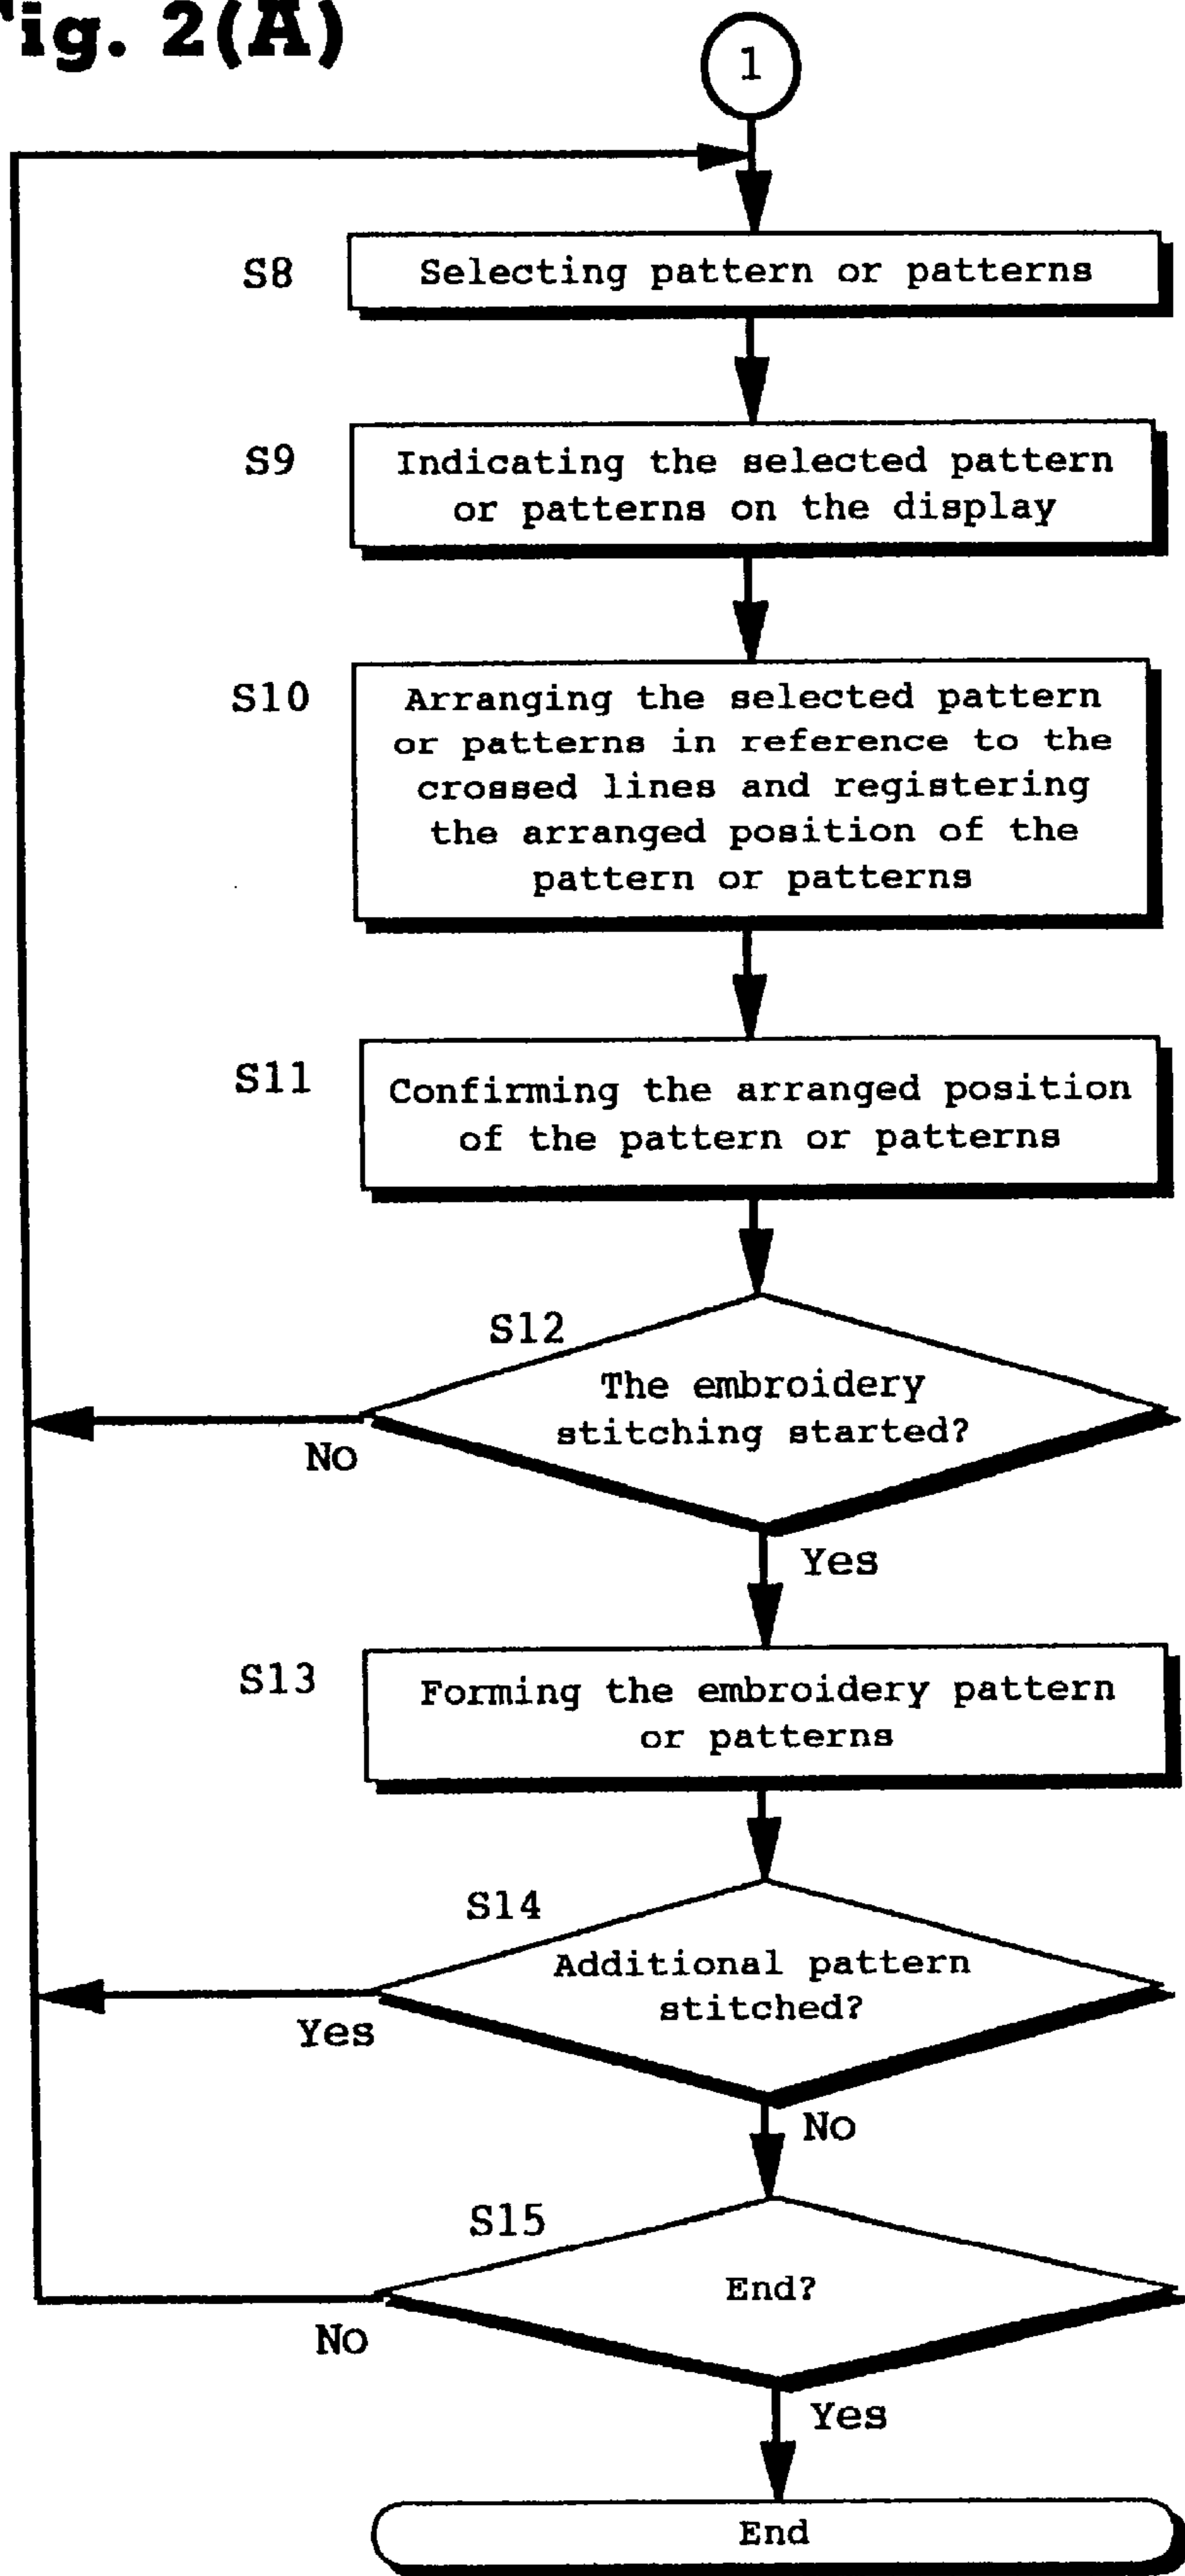 Fig. 2(A)
1
S8
Selecting pattern or patterns
S9
Indicating the selected pattern
or patterns on the display
S10
Arranging the selected pattern
or patterns in reference to the
crossed lines and registering
the arranged position of the
pattern or patterns
S11
Confirming the arranged position
of the pattern or patterns
S12
The embroidery
stitching started?
No
Yes
S13
Forming the embroidery pattern
or patterns
S14
Additional pattern
stitched?
Yes
No
S15
End?
No
Yes
End